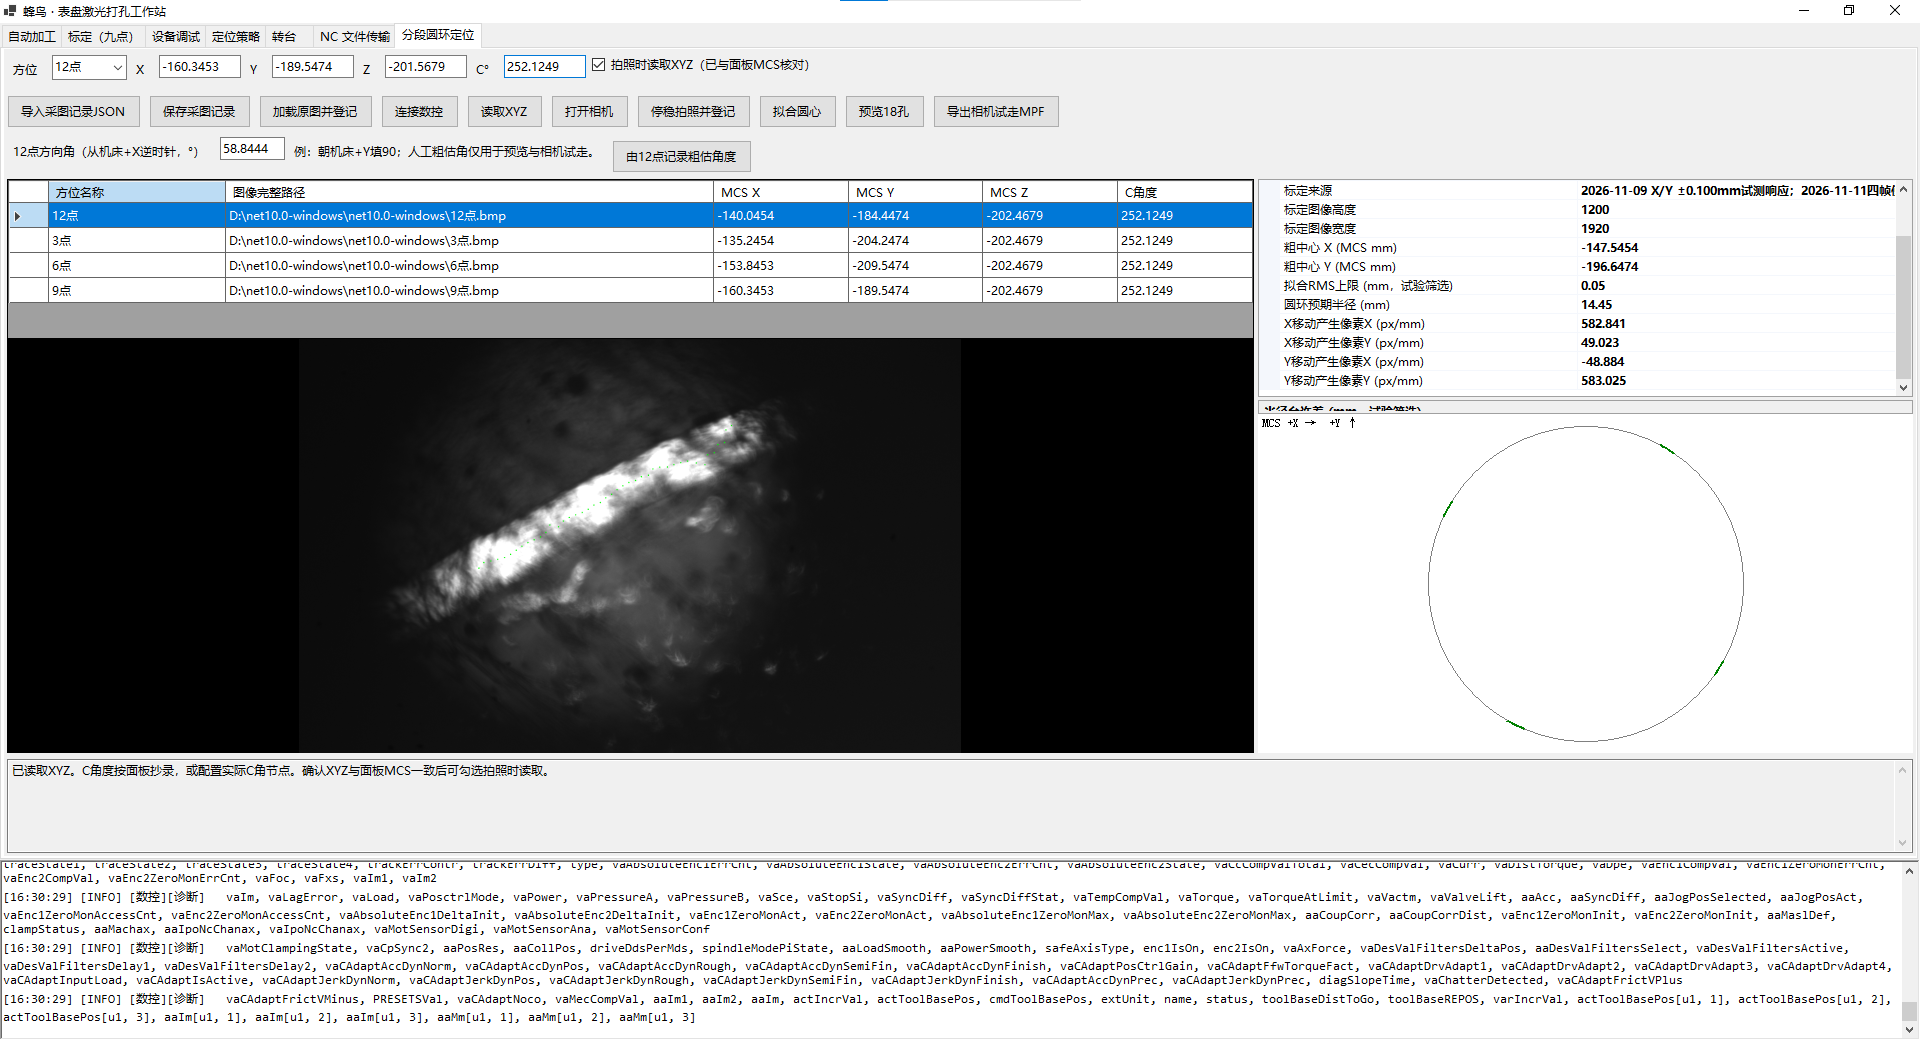 蜂鸟 · 表盘激光打孔工作站
自动加工 标定（九点） 设备调试 定位策略 转台 NC 文件传输 分段圆环定位
方位 12点 X -160.3453 Y -189.5474 Z -201.5679 C° 252.1249 拍照时读取XYZ（已与面板MCS核对）
导入采图记录JSON 保存采图记录 加载原图并登记 连接数控 读取XYZ 打开相机 停稳拍照并登记 拟合圆心 预览18孔 导出相机试走MPF
12点方向角（从机床+X逆时针，°） 58.8444 例：朝机床+Y填90；人工粗估角仅用于预览与相机试走。 由12点记录粗估角度
方位名称 图像完整路径 MCS X MCS Y MCS Z C角度
12点 D:\net10.0-windows\net10.0-windows\12点.bmp -140.0454 -184.4474 -202.4679 252.1249
3点 D:\net10.0-windows\net10.0-windows\3点.bmp -135.2454 -204.2474 -202.4679 252.1249
6点 D:\net10.0-windows\net10.0-windows\6点.bmp -153.8453 -209.5474 -202.4679 252.1249
9点 D:\net10.0-windows\net10.0-windows\9点.bmp -160.3453 -189.5474 -202.4679 252.1249
标定来源 2026-11-09 X/Y ±0.100mm试测响应；2026-11-11四帧
标定图像高度 1200
标定图像宽度 1920
粗中心 X (MCS mm) -147.5454
粗中心 Y (MCS mm) -196.6474
拟合RMS上限 (mm，试验筛选) 0.05
圆环预期半径 (mm) 14.45
X移动产生像素X (px/mm) 582.841
X移动产生像素Y (px/mm) 49.023
Y移动产生像素X (px/mm) -48.884
Y移动产生像素Y (px/mm) 583.025
MCS +X → +Y ↑
已读取XYZ。C角度按面板抄录，或配置实际C角节点。确认XYZ与面板MCS一致后可勾选拍照时读取。
traceState1, traceState2, traceState3, traceState4, trackErrContr, trackErrDiff, type, vaAbsoluteEnc1ErrCnt, vaAbsoluteEnc1State, vaAbsoluteEnc2ErrCnt, vaAbsoluteEnc2State, vaCcCompValTotal, vaCecCompVal, vaCurr, vaDistTorque, vaDpe, vaEnc1CompVal, vaEnc1ZeroMonErrCnt,
vaEnc2CompVal, vaEnc2ZeroMonErrCnt, vaFoc, vaFxs, vaIm1, vaIm2
[16:30:29] [INFO] [数控][诊断] vaIm, vaLagError, vaLoad, vaPosctrlMode, vaPower, vaPressureA, vaPressureB, vaSce, vaStopSi, vaSyncDiff, vaSyncDiffStat, vaTempCompVal, vaTorque, vaTorqueAtLimit, vaVactm, vaValveLift, aaAcc, aaSyncDiff, aaJogPosSelected, aaJogPosAct,
vaEnc1ZeroMonAccessCnt, vaEnc2ZeroMonAccessCnt, vaAbsoluteEnc1DeltaInit, vaAbsoluteEnc2DeltaInit, vaEnc1ZeroMonAct, vaEnc2ZeroMonAct, vaAbsoluteEnc1ZeroMonMax, vaAbsoluteEnc2ZeroMonMax, aaCoupCorr, aaCoupCorrDist, vaEnc1ZeroMonInit, vaEnc2ZeroMonInit, aaMaslDef,
clampStatus, aaMachax, vaIpoNcChanax, vaIpoNcChanax, vaMotSensorDigi, vaMotSensorAna, vaMotSensorConf
[16:30:29] [INFO] [数控][诊断] vaMotClampingState, vaCpSync2, aaPosRes, aaCollPos, driveDdsPerMds, spindleModePiState, aaLoadSmooth, aaPowerSmooth, safeAxisType, enc1IsOn, enc2IsOn, vaAxForce, vaDesValFiltersDeltaPos, aaDesValFiltersSelect, vaDesValFiltersActive,
vaDesValFiltersDelay1, vaDesValFiltersDelay2, vaCAdaptAccDynNorm, vaCAdaptAccDynPos, vaCAdaptAccDynRough, vaCAdaptAccDynSemiFin, vaCAdaptAccDynFinish, vaCAdaptPosCtrlGain, vaCAdaptFfwTorqueFact, vaCAdaptDrvAdapt1, vaCAdaptDrvAdapt2, vaCAdaptDrvAdapt3, vaCAdaptDrvAdapt4,
vaCAdaptInputLoad, vaCAdaptIsActive, vaCAdaptJerkDynNorm, vaCAdaptJerkDynPos, vaCAdaptJerkDynRough, vaCAdaptJerkDynSemiFin, vaCAdaptJerkDynFinish, vaCAdaptAccDynPrec, vaCAdaptJerkDynPrec, diagSlopeTime, vaChatterDetected, vaCAdaptFrictVPlus
[16:30:29] [INFO] [数控][诊断] vaCAdaptFrictVMinus, PRESETSVal, vaCAdaptNoco, vaMecCompVal, aaIm1, aaIm2, aaIm, actIncrVal, actToolBasePos, cmdToolBasePos, extUnit, name, status, toolBaseDistToGo, toolBaseREPOS, varIncrVal, actToolBasePos[u1, 1], actToolBasePos[u1, 2],
actToolBasePos[u1, 3], aaIm[u1, 1], aaIm[u1, 2], aaIm[u1, 3], aaMm[u1, 1], aaMm[u1, 2], aaMm[u1, 3]